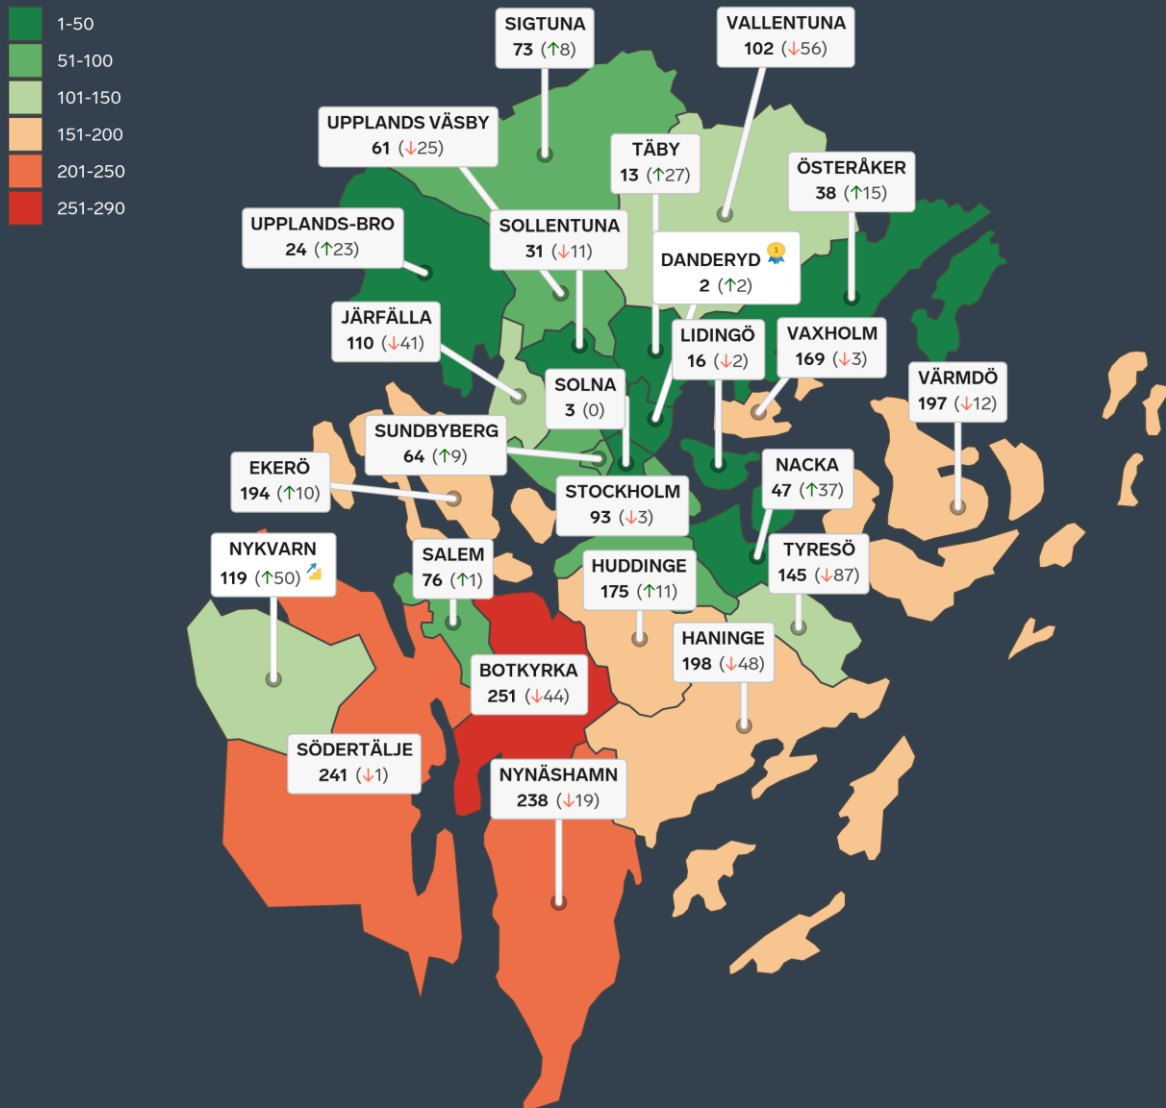 1-50
51-100
101-150
151-200
201-250
251-290
SIGTUNA
73 (↑8)
VALLENTUNA
102 (↓56)
UPPLANDS VÄSBY
61 (↓25)
TÄBY
13 (↑27)
ÖSTERÅKER
38 (↑15)
UPPLANDS-BRO
24 (↑23)
SOLLENTUNA
31 (↓11)
DANDERYD
2 (↑2)
JÄRFÄLLA
110 (↓41)
LIDINGÖ
16 (↓2)
VAXHOLM
169 (↓3)
VÄRMDÖ
197 (↓12)
SOLNA
3 (0)
SUNDBYBERG
64 (↑9)
EKERÖ
194 (↑10)
NACKA
47 (↑37)
STOCKHOLM
93 (↓3)
NYKVARN
119 (↑50)
SALEM
76 (↑1)
HUDDINGE
175 (↑11)
TYRESÖ
145 (↓87)
HANINGE
198 (↓48)
BOTKYRKA
251 (↓44)
SÖDERTÄLJE
241 (↓1)
NYNÄSHAMN
238 (↓19)